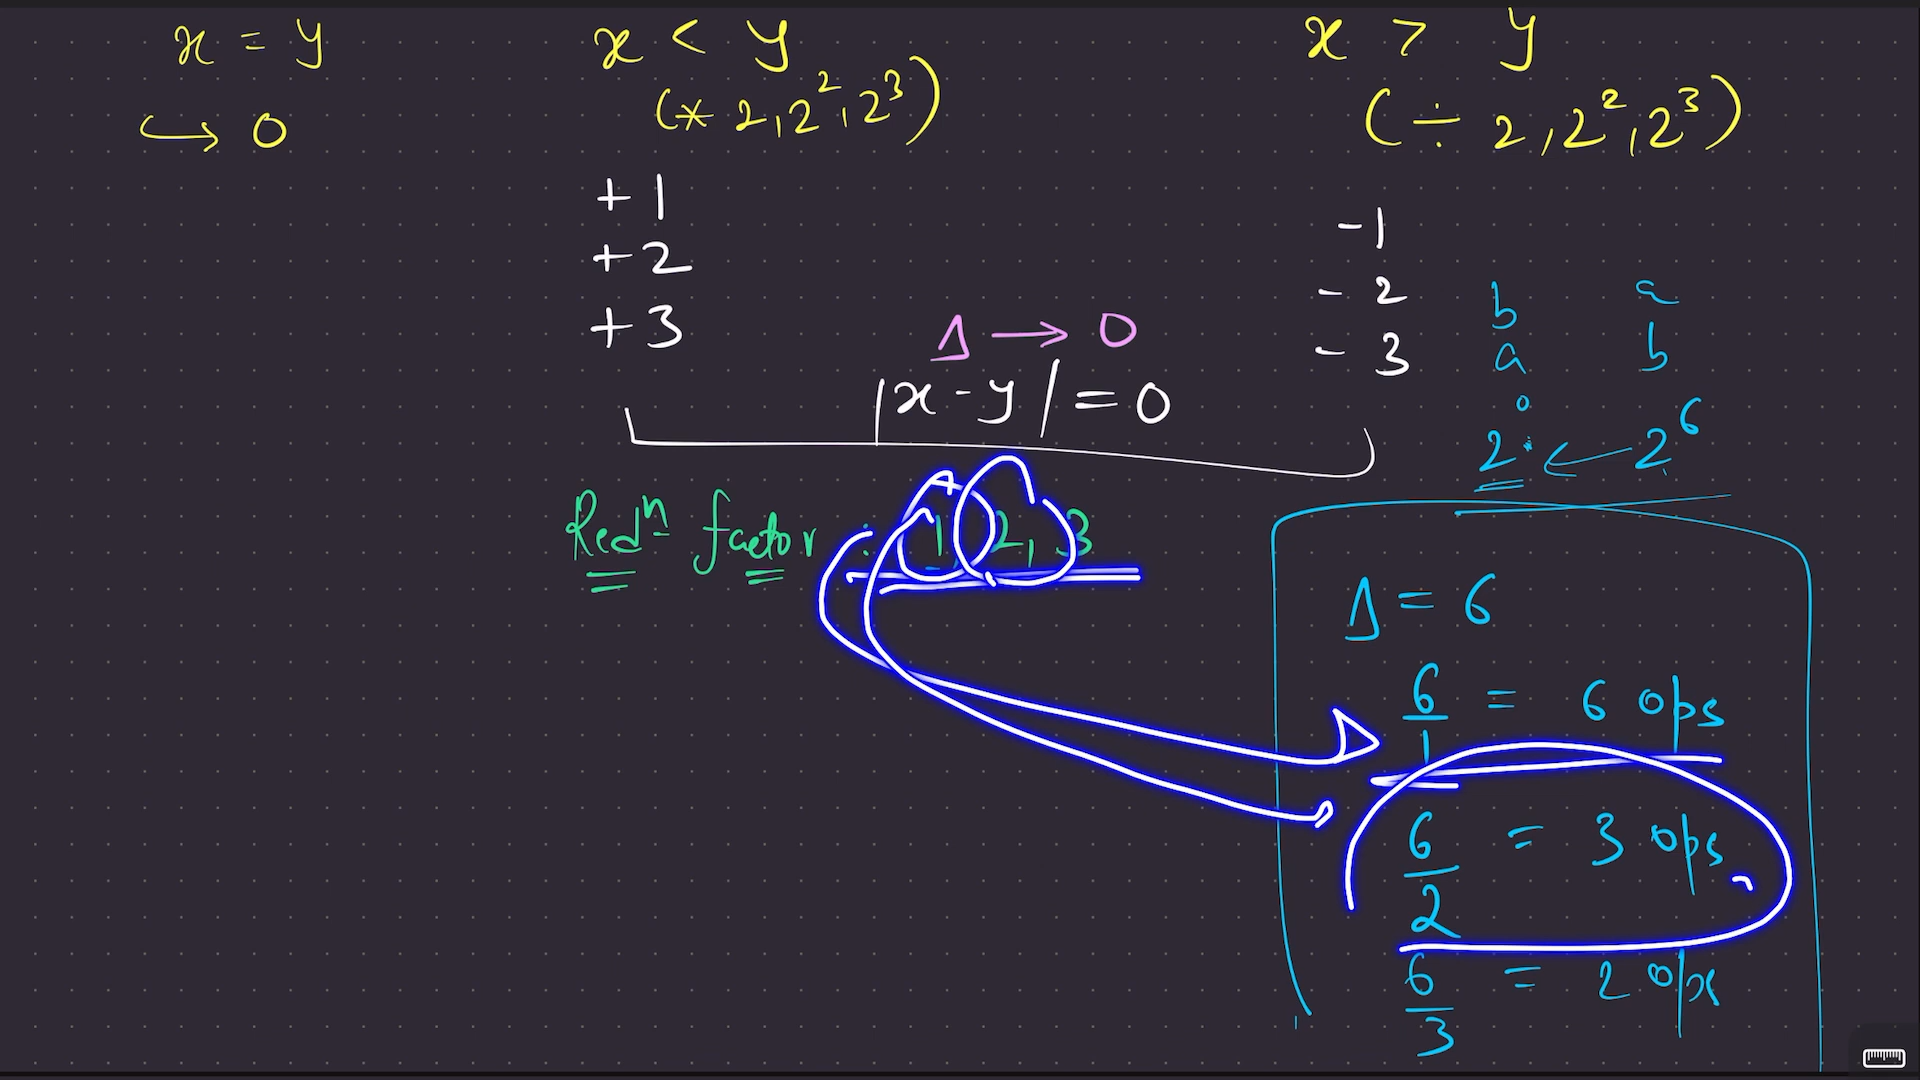 x = y
x < y
x > y
↪ 0
(* 2, 2², 2³)
(÷ 2, 2², 2³)
+ 1
+ 2
+ 3
- 1
- 2
- 3
b a
a b
Δ → 0
|x - y| = 0
2⁰ ← 2⁶
Redⁿ factor : 1, 2, 3
Δ = 6
6/1 = 6 ops
6/2 = 3 ops
6/3 = 2 ops